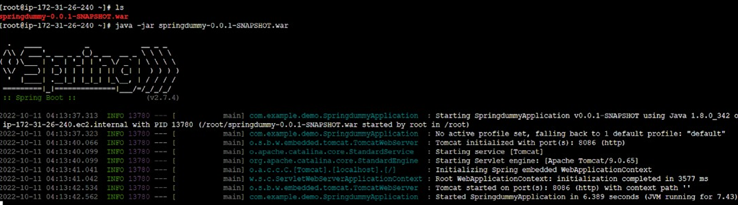 [root@ip-172-31-26-240 ~]# ls
springdummy-0.0.1-SNAPSHOT.war
[root@ip-172-31-26-240 ~]# java -jar springdummy-0.0.1-SNAPSHOT.war
:: Spring Boot :: (v2.7.4)
2022-10-11 04:13:37.313 INFO 13780 --- [ main] com.example.demo.SpringdummyApplication : Starting SpringdummyApplication v0.0.1-SNAPSHOT using Java 1.8.0_342 o
ip-172-31-26-240.ec2.internal with PID 13780 (/root/springdummy-0.0.1-SNAPSHOT.war started by root in /root)
2022-10-11 04:13:37.323 INFO 13780 --- [ main] com.example.demo.SpringdummyApplication : No active profile set, falling back to 1 default profile: "default"
2022-10-11 04:13:40.066 INFO 13780 --- [ main] o.s.b.w.embedded.tomcat.TomcatWebServer : Tomcat initialized with port(s): 8086 (http)
2022-10-11 04:13:40.099 INFO 13780 --- [ main] o.apache.catalina.core.StandardService : Starting service [Tomcat]
2022-10-11 04:13:40.099 INFO 13780 --- [ main] org.apache.catalina.core.StandardEngine : Starting Servlet engine: [Apache Tomcat/9.0.65]
2022-10-11 04:13:41.041 INFO 13780 --- [ main] o.a.c.c.C.[Tomcat].[localhost].[/] : Initializing Spring embedded WebApplicationContext
2022-10-11 04:13:41.042 INFO 13780 --- [ main] w.s.c.ServletWebServerApplicationContext : Root WebApplicationContext: initialization completed in 3577 ms
2022-10-11 04:13:42.534 INFO 13780 --- [ main] o.s.b.w.embedded.tomcat.TomcatWebServer : Tomcat started on port(s): 8086 (http) with context path ''
2022-10-11 04:13:42.562 INFO 13780 --- [ main] com.example.demo.SpringdummyApplication : Started SpringdummyApplication in 6.389 seconds (JVM running for 7.43)